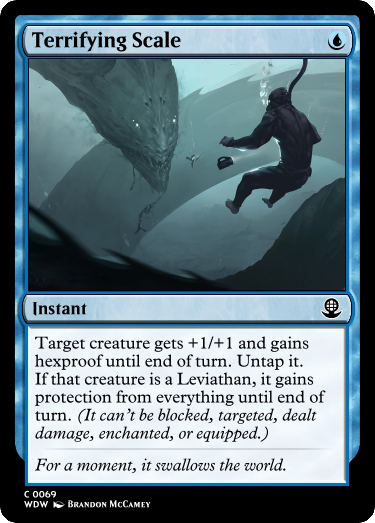 Terrifying Scale
Instant
Target creature gets +1/+1 and gains
hexproof until end of turn. Untap it.
If that creature is a Leviathan, it gains
protection from everything until end of
turn. (It can't be blocked, targeted, dealt
damage, enchanted, or equipped.)
For a moment, it swallows the world.
C 0069
WDW Brandon McCamey